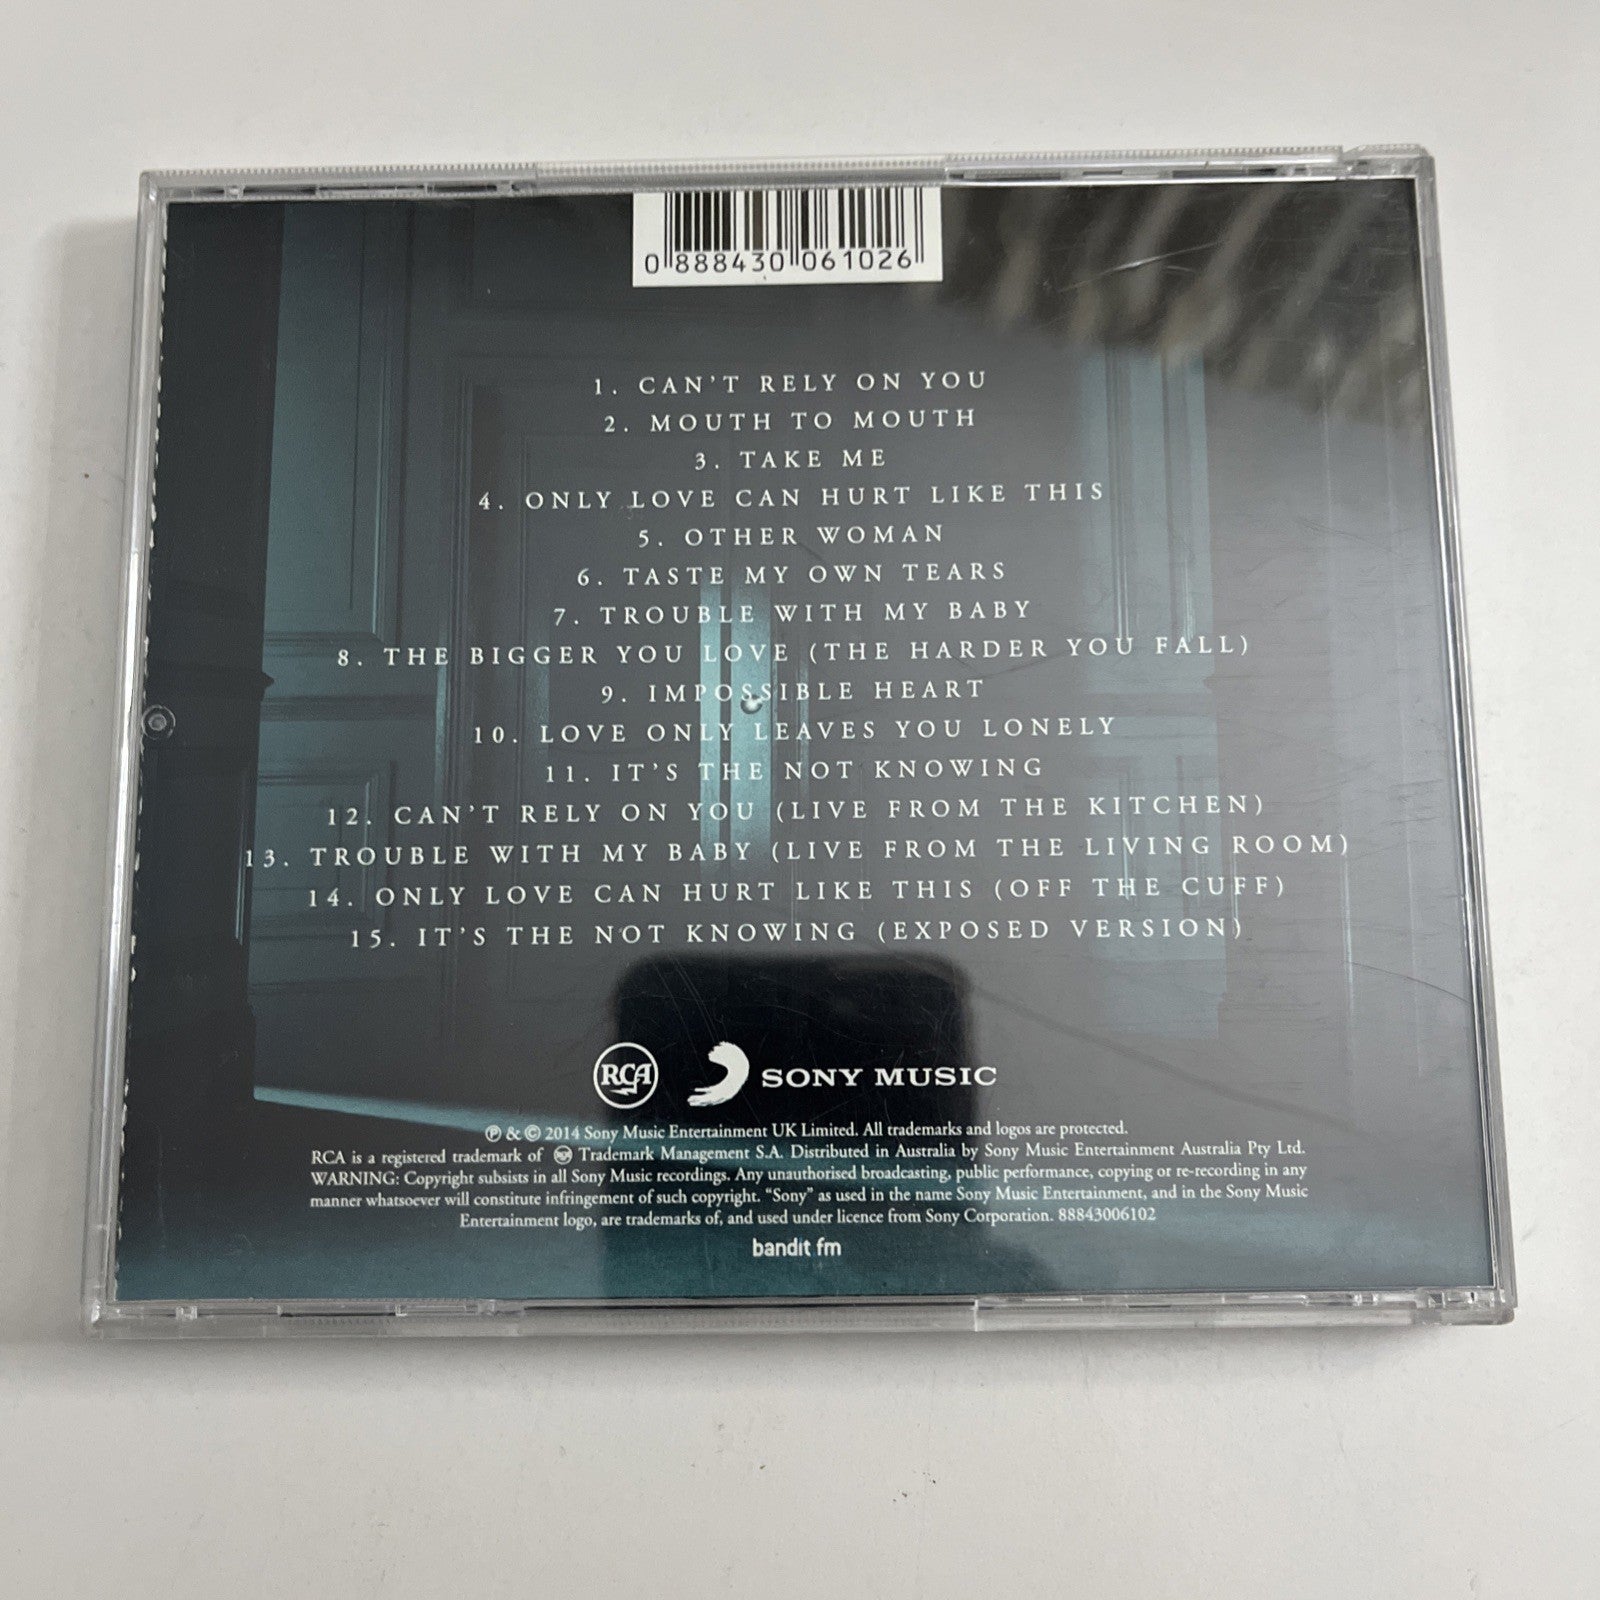 0 888430 061026
1. CAN'T RELY ON YOU
2. MOUTH TO MOUTH
3. TAKE ME
4. ONLY LOVE CAN HURT LIKE THIS
5. OTHER WOMAN
6. TASTE MY OWN TEARS
7. TROUBLE WITH MY BABY
8. THE BIGGER YOU LOVE (THE HARDER YOU FALL)
9. IMPOSSIBLE HEART
10. LOVE ONLY LEAVES YOU LONELY
11. IT'S THE NOT KNOWING
12. CAN'T RELY ON YOU (LIVE FROM THE KITCHEN)
13. TROUBLE WITH MY BABY (LIVE FROM THE LIVING ROOM)
14. ONLY LOVE CAN HURT LIKE THIS (OFF THE CUFF)
15. IT'S THE NOT KNOWING (EXPOSED VERSION)
RCA SONY MUSIC
℗ & © 2014 Sony Music Entertainment UK Limited. All trademarks and logos are protected.
RCA is a registered trademark of RCA Trademark Management S.A. Distributed in Australia by Sony Music Entertainment Australia Pty Ltd.
WARNING: Copyright subsists in all Sony Music recordings. Any unauthorised broadcasting, public performance, copying or re-recording in any
manner whatsoever will constitute infringement of such copyright. "Sony" as used in the name Sony Music Entertainment, and in the Sony Music
Entertainment logo, are trademarks of, and used under licence from Sony Corporation. 88843006102
bandit fm